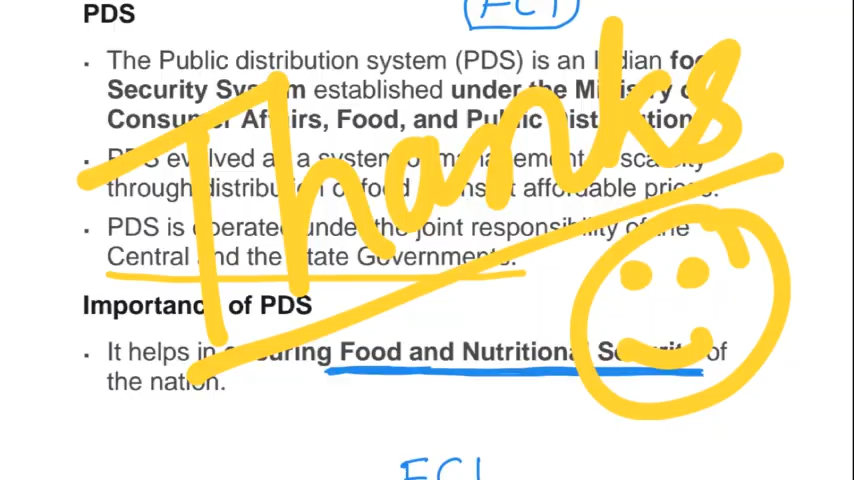 FCI
PDS
The Public distribution system (PDS) is an Indian food
Security System established under the Ministry of
Consumer Affairs, Food, and Public Distribution.
PDS evolved as a system of management of scarcity
through distribution of food grains at affordable prices.
PDS is operated under the joint responsibility of the
Central and the State Governments.
Thanks
Importance of PDS
It helps in ensuring Food and Nutritional Security of
the nation.
FCI